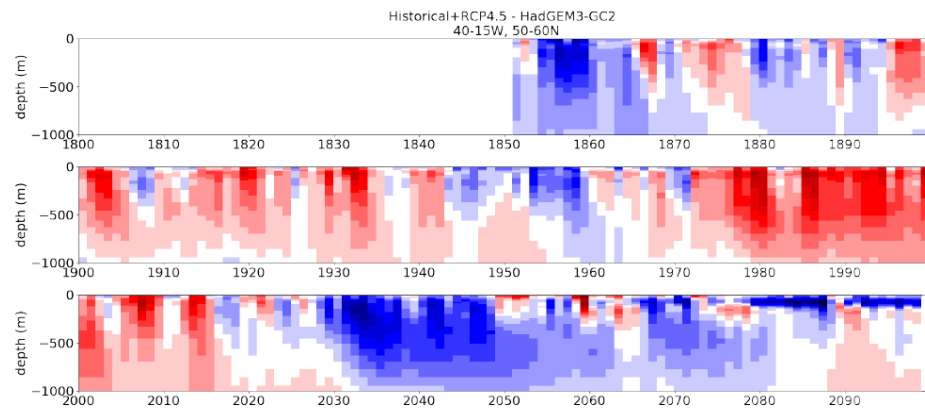 Historical+RCP4.5 - HadGEM3-GC2
40-15W, 50-60N
depth (m)
0
−500
−1000
1800 1810 1820 1830 1840 1850 1860 1870 1880 1890
depth (m)
0
−500
−1000
1900 1910 1920 1930 1940 1950 1960 1970 1980 1990
depth (m)
0
−500
−1000
2000 2010 2020 2030 2040 2050 2060 2070 2080 2090